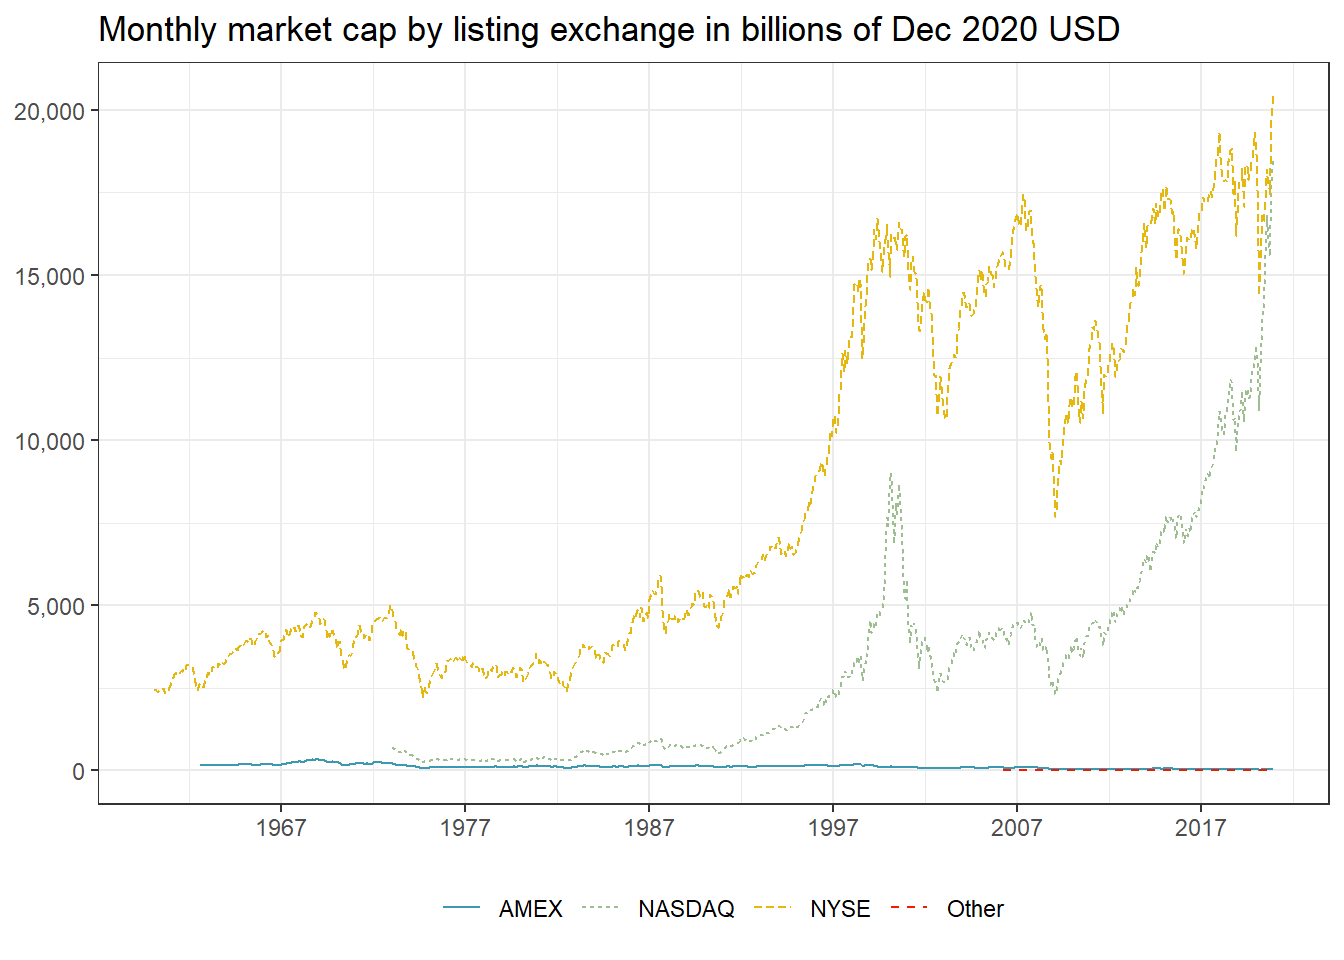 Monthly market cap by listing exchange in billions of Dec 2020 USD
20,000
15,000
10,000
5,000
0
1967 1977 1987 1997 2007 2017
AMEX NASDAQ NYSE Other